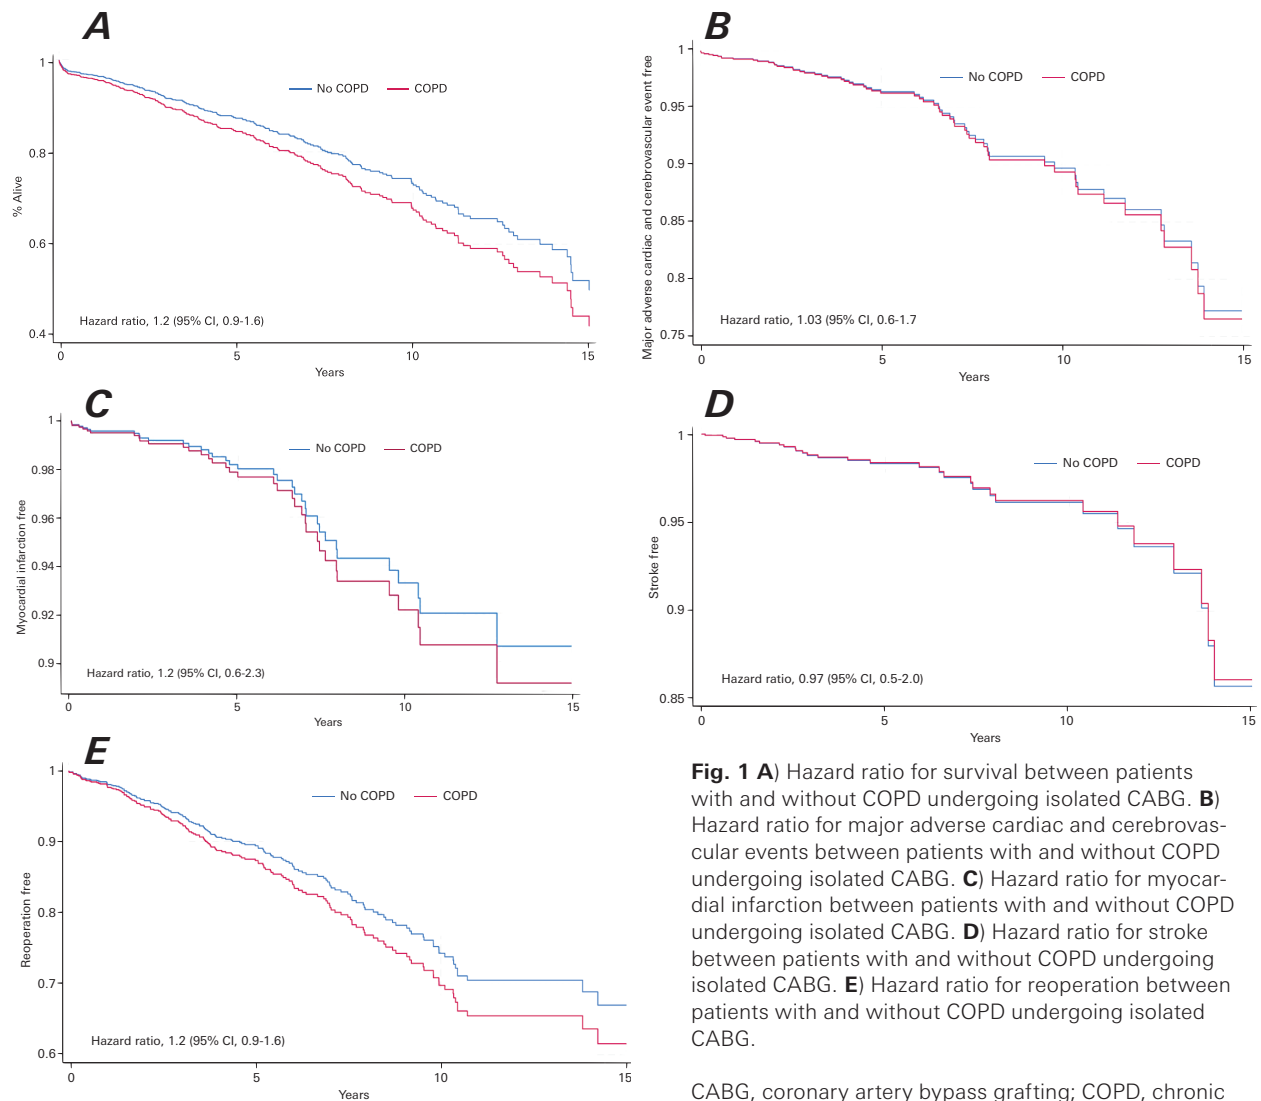 A
1
0.8
0.6
0.4
% Alive
No COPD COPD
Hazard ratio, 1.2 (95% CI, 0.9-1.6)
0 5 10 15
Years
B
1
0.95
0.9
0.85
0.8
0.75
Major adverse cardiac and cerebrovascular event free
No COPD COPD
Hazard ratio, 1.03 (95% CI, 0.6-1.7
0 5 10 15
Years
C
1
0.98
0.96
0.94
0.92
0.9
Myocardial infarction free
No COPD COPD
Hazard ratio, 1.2 (95% CI, 0.6-2.3)
0 5 10 15
Years
D
1
0.95
0.9
0.85
Stroke free
No COPD COPD
Hazard ratio, 0.97 (95% CI, 0.5-2.0)
0 5 10 15
Years
E
1
0.9
0.8
0.7
0.6
Reoperation free
No COPD COPD
Hazard ratio, 1.2 (95% CI, 0.9-1.6)
0 5 10 15
Years
Fig. 1 A) Hazard ratio for survival between patients
with and without COPD undergoing isolated CABG. B)
Hazard ratio for major adverse cardiac and cerebrovas-
cular events between patients with and without COPD
undergoing isolated CABG. C) Hazard ratio for myocar-
dial infarction between patients with and without COPD
undergoing isolated CABG. D) Hazard ratio for stroke
between patients with and without COPD undergoing
isolated CABG. E) Hazard ratio for reoperation between
patients with and without COPD undergoing isolated
CABG.
CABG, coronary artery bypass grafting; COPD, chronic